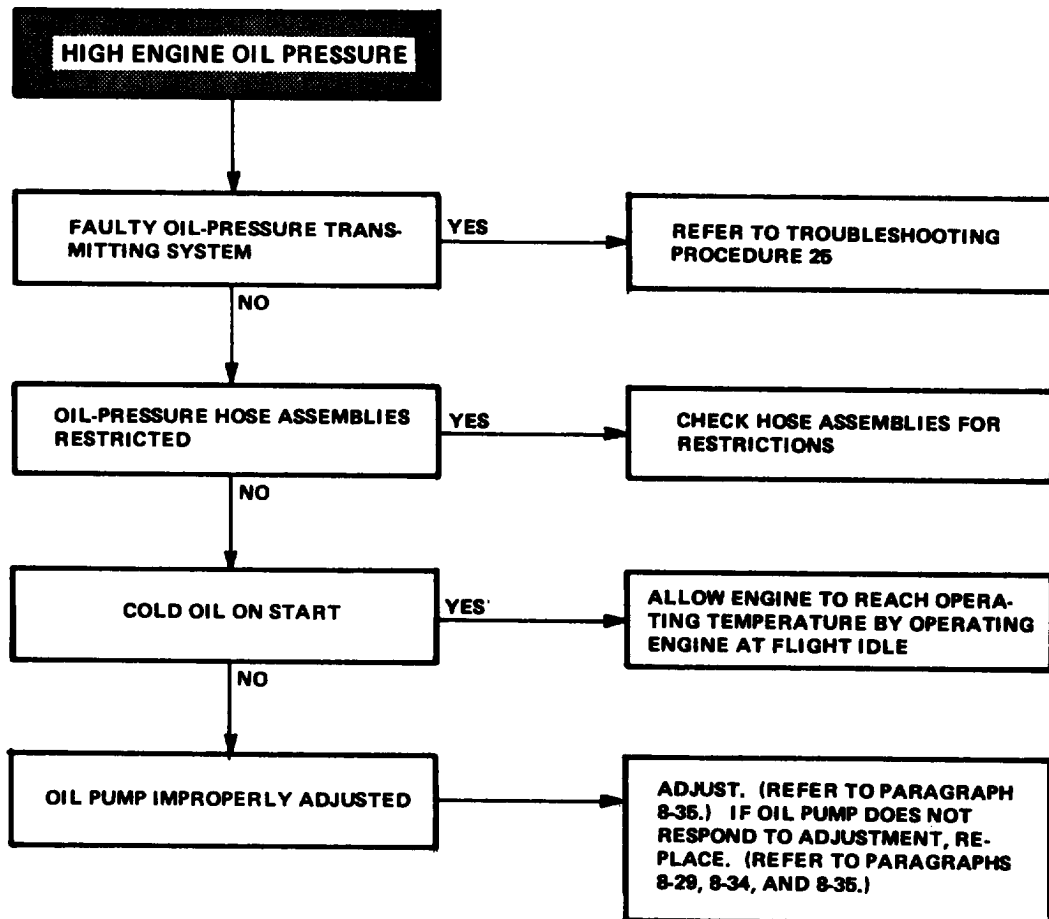 HIGH ENGINE OIL PRESSURE
FAULTY OIL-PRESSURE TRANS-
MITTING SYSTEM
YES
REFER TO TROUBLESHOOTING
PROCEDURE 25
NO
OIL-PRESSURE HOSE ASSEMBLIES
RESTRICTED
YES
CHECK HOSE ASSEMBLIES FOR
RESTRICTIONS
NO
COLD OIL ON START
YES
ALLOW ENGINE TO REACH OPERA-
TING TEMPERATURE BY OPERATING
ENGINE AT FLIGHT IDLE
NO
OIL PUMP IMPROPERLY ADJUSTED
ADJUST. (REFER TO PARAGRAPH
8-35.) IF OIL PUMP DOES NOT
RESPOND TO ADJUSTMENT, RE-
PLACE. (REFER TO PARAGRAPHS
8-29, 8-34, AND 8-35.)